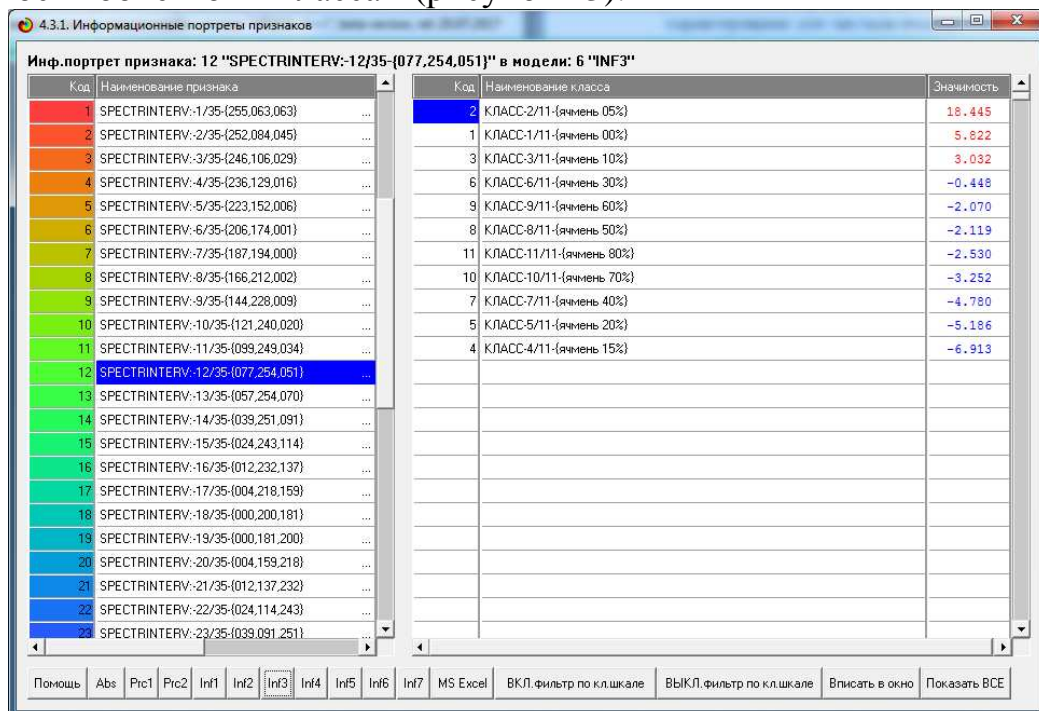 4.3.1. Информационные портреты признаков
Инф.портрет признака: 12 "SPECTRINTERV:-12/35-{077,254,051}" в модели: 6 "INF3"
Код Наименование признака
1 SPECTRINTERV:-1/35-{255,063,063} ...
2 SPECTRINTERV:-2/35-{252,084,045} ...
3 SPECTRINTERV:-3/35-{246,106,029} ...
4 SPECTRINTERV:-4/35-{236,129,016} ...
5 SPECTRINTERV:-5/35-{223,152,006} ...
6 SPECTRINTERV:-6/35-{206,174,001} ...
7 SPECTRINTERV:-7/35-{187,194,000} ...
8 SPECTRINTERV:-8/35-{166,212,002} ...
9 SPECTRINTERV:-9/35-{144,228,009} ...
10 SPECTRINTERV:-10/35-{121,240,020} ...
11 SPECTRINTERV:-11/35-{099,249,034} ...
12 SPECTRINTERV:-12/35-{077,254,051} ...
13 SPECTRINTERV:-13/35-{057,254,070} ...
14 SPECTRINTERV:-14/35-{039,251,091} ...
15 SPECTRINTERV:-15/35-{024,243,114} ...
16 SPECTRINTERV:-16/35-{012,232,137} ...
17 SPECTRINTERV:-17/35-{004,218,159} ...
18 SPECTRINTERV:-18/35-{000,200,181} ...
19 SPECTRINTERV:-19/35-{000,181,200} ...
20 SPECTRINTERV:-20/35-{004,159,218} ...
21 SPECTRINTERV:-21/35-{012,137,232} ...
22 SPECTRINTERV:-22/35-{024,114,243} ...
23 SPECTRINTERV:-23/35-{039,091,251} ...
Код Наименование класса Значимость
2 КЛАСС-2/11-{ячмень 05%} 18.445
1 КЛАСС-1/11-{ячмень 00%} 5.822
3 КЛАСС-3/11-{ячмень 10%} 3.032
6 КЛАСС-6/11-{ячмень 30%} -0.448
9 КЛАСС-9/11-{ячмень 60%} -2.070
8 КЛАСС-8/11-{ячмень 50%} -2.119
11 КЛАСС-11/11-{ячмень 80%} -2.530
10 КЛАСС-10/11-{ячмень 70%} -3.252
7 КЛАСС-7/11-{ячмень 40%} -4.780
5 КЛАСС-5/11-{ячмень 20%} -5.186
4 КЛАСС-4/11-{ячмень 15%} -6.913
Помощь Abs Prc1 Prc2 Inf1 Inf2 Inf3 Inf4 Inf5 Inf6 Inf7 MS Excel ВКЛ.фильтр по кл.шкале ВЫКЛ.фильтр по кл.шкале Вписать в окно Показать ВСЕ